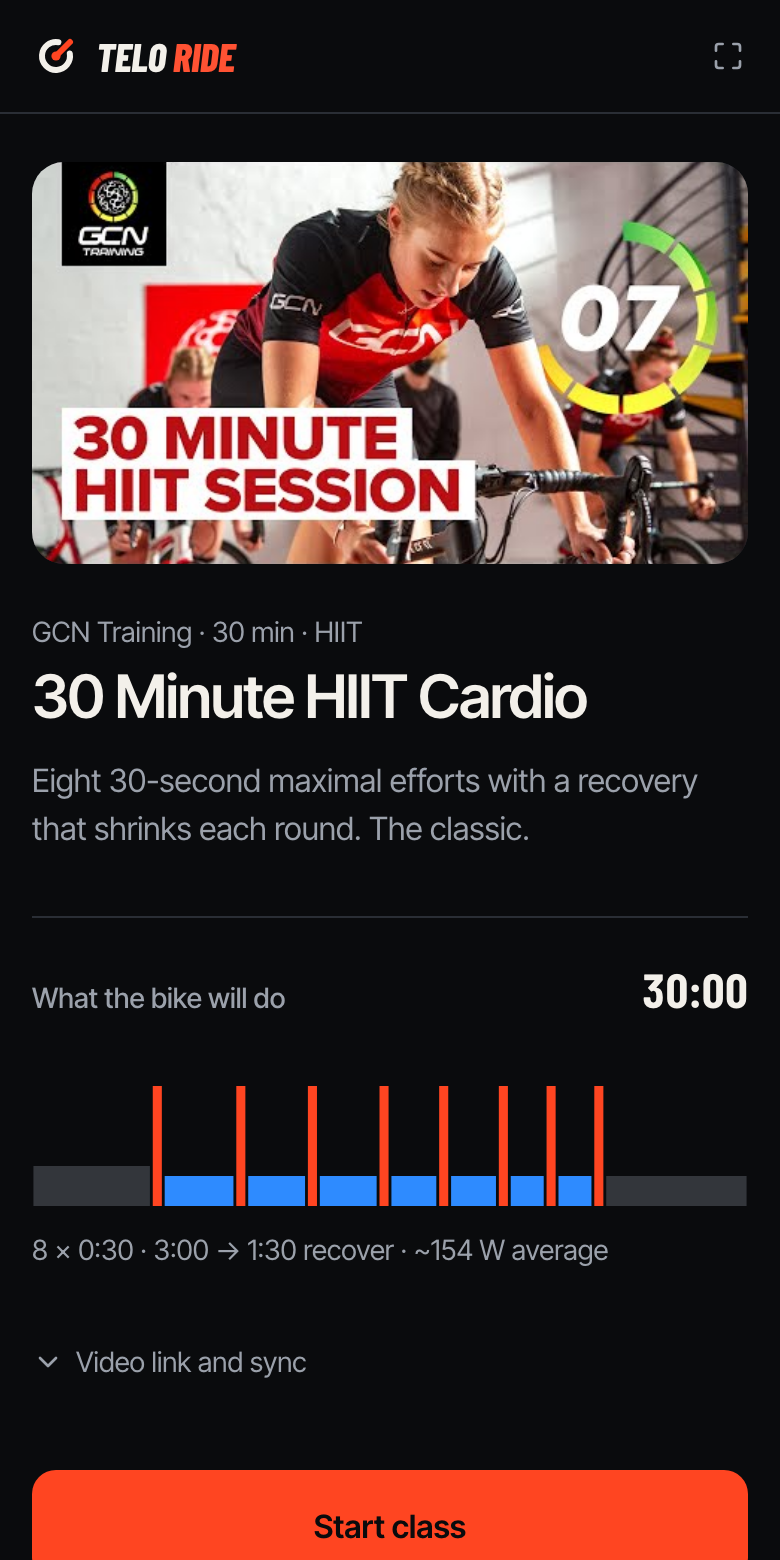 TELO RIDE
GCN
TRAINING
GCN
GCN
07
30 MINUTE
HIIT SESSION
GCN Training · 30 min · HIIT
30 Minute HIIT Cardio
Eight 30-second maximal efforts with a recovery
that shrinks each round. The classic.
What the bike will do
30:00
8 × 0:30 · 3:00 → 1:30 recover · ~154 W average
Video link and sync
Start class